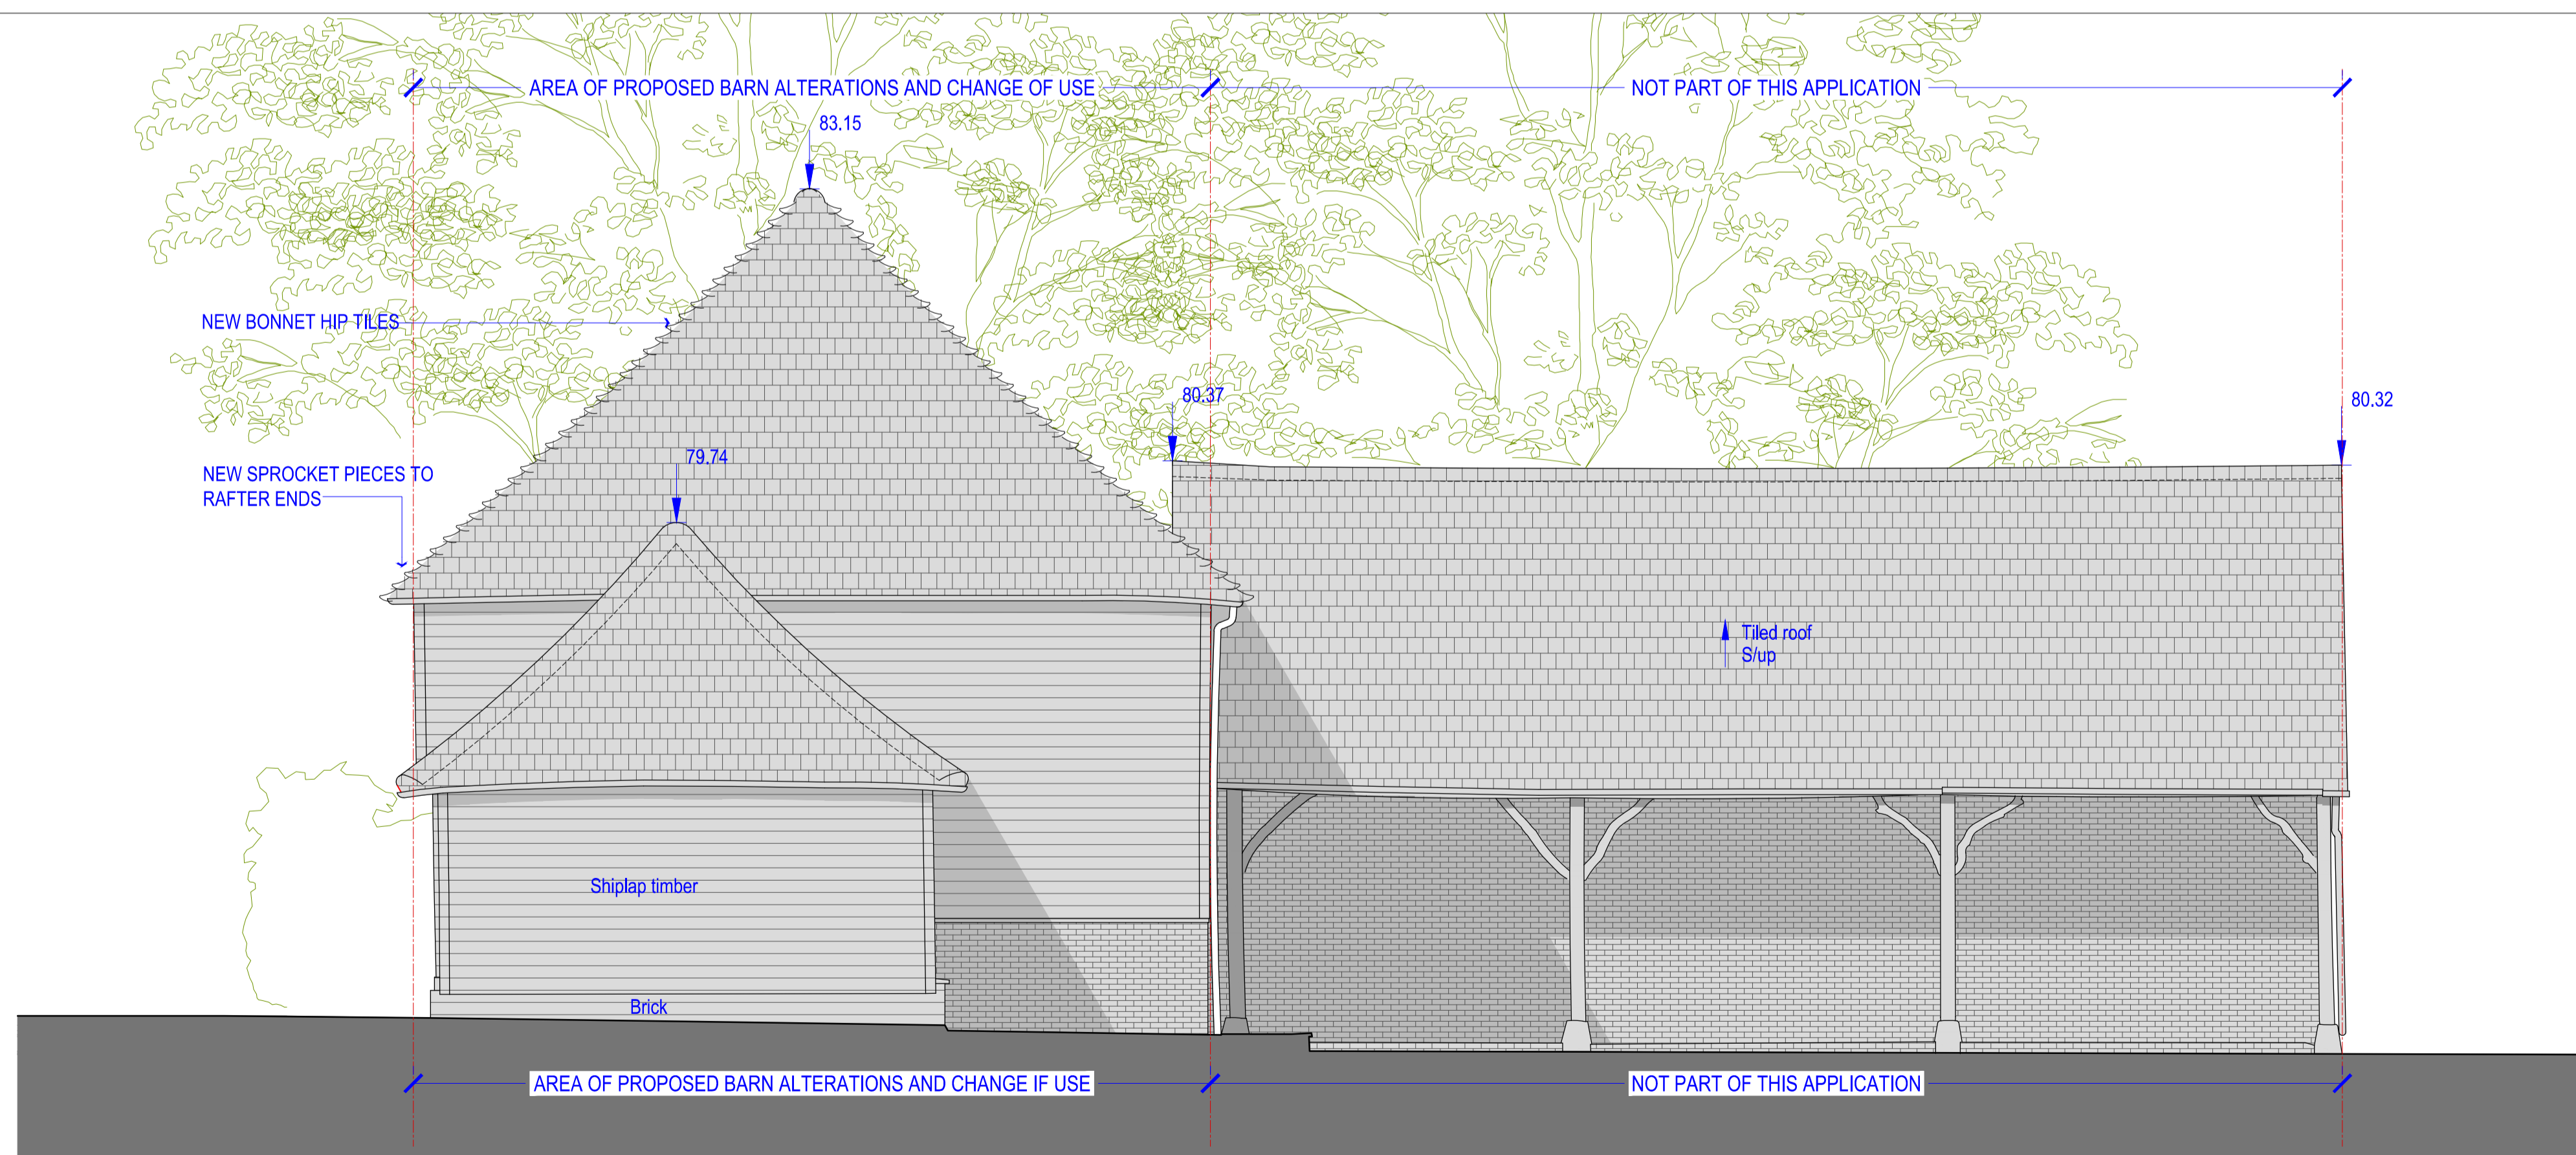 AREA OF PROPOSED BARN ALTERATIONS AND CHANGE OF USE
NOT PART OF THIS APPLICATION
83.15
NEW BONNET HIP TILES
80.37
80.32
79.74
NEW SPROCKET PIECES TO
RAFTER ENDS
Tiled roof
S/up
Shiplap timber
Brick
AREA OF PROPOSED BARN ALTERATIONS AND CHANGE IF USE
NOT PART OF THIS APPLICATION